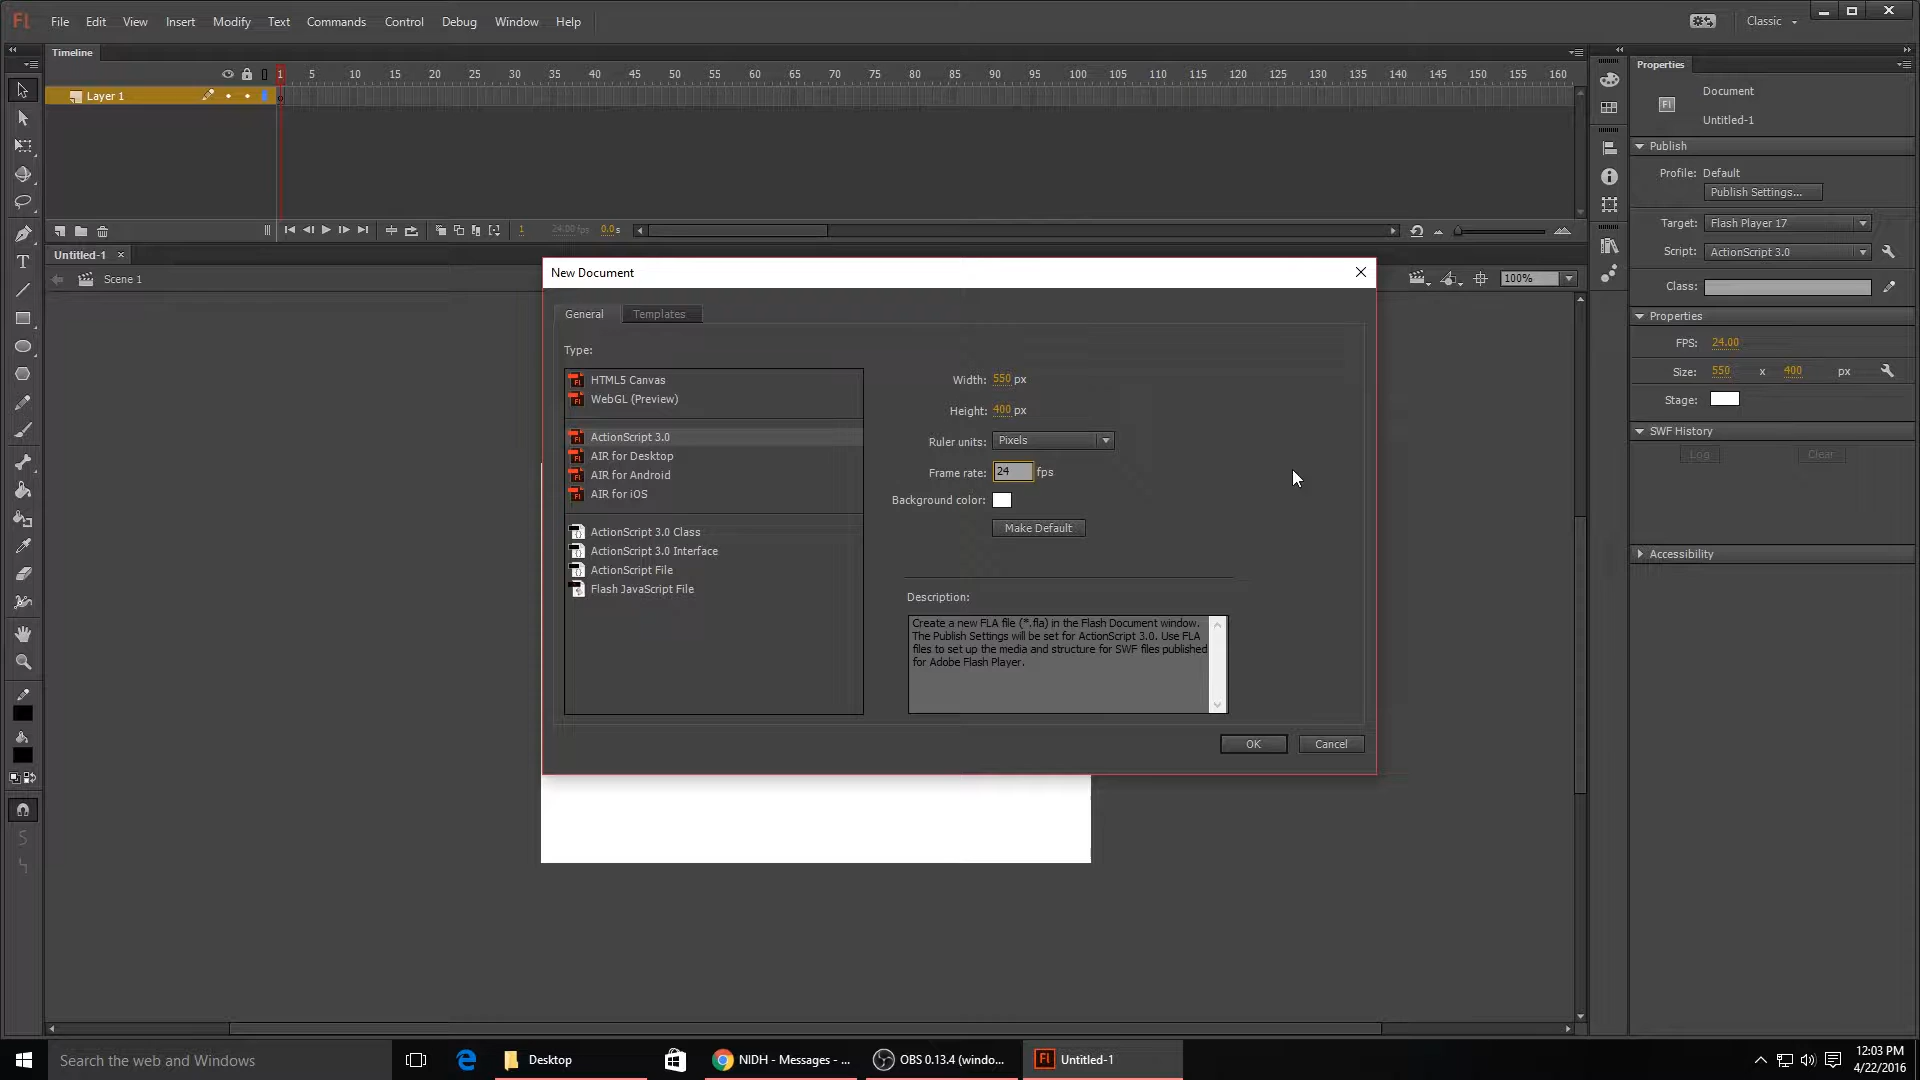 Fl File Edit View Insert Modify Text Commands Control Debug Window Help Classic
Timeline
1 5 10 15 20 25 30 35 40 45 50 55 60 65 70 75 80 85 90 95 100 105 110 115 120 125 130 135 140 145 150 155 160
Layer 1
1 24.00 fps 0.0 s
Untitled-1
Scene 1
100%
New Document
General Templates
Type:
HTML5 Canvas
WebGL (Preview)
ActionScript 3.0
AIR for Desktop
AIR for Android
AIR for iOS
ActionScript 3.0 Class
ActionScript 3.0 Interface
ActionScript File
Flash JavaScript File
Width: 550 px
Height: 400 px
Ruler units: Pixels
Frame rate: 24 fps
Background color:
Make Default
Description:
Create a new FLA file (*.fla) in the Flash Document window.
The Publish Settings will be set for ActionScript 3.0. Use FLA
files to set up the media and structure for SWF files published
for Adobe Flash Player.
OK Cancel
Properties
Fl
Document
Untitled-1
Publish
Profile: Default
Publish Settings...
Target: Flash Player 17
Script: ActionScript 3.0
Class:
Properties
FPS: 24.00
Size: 550 x 400 px
Stage:
SWF History
Log Clear
Accessibility
Search the web and Windows
Desktop
NIDH - Messages - ...
OBS 0.13.4 (windo...
Fl Untitled-1
12:03 PM
4/22/2016